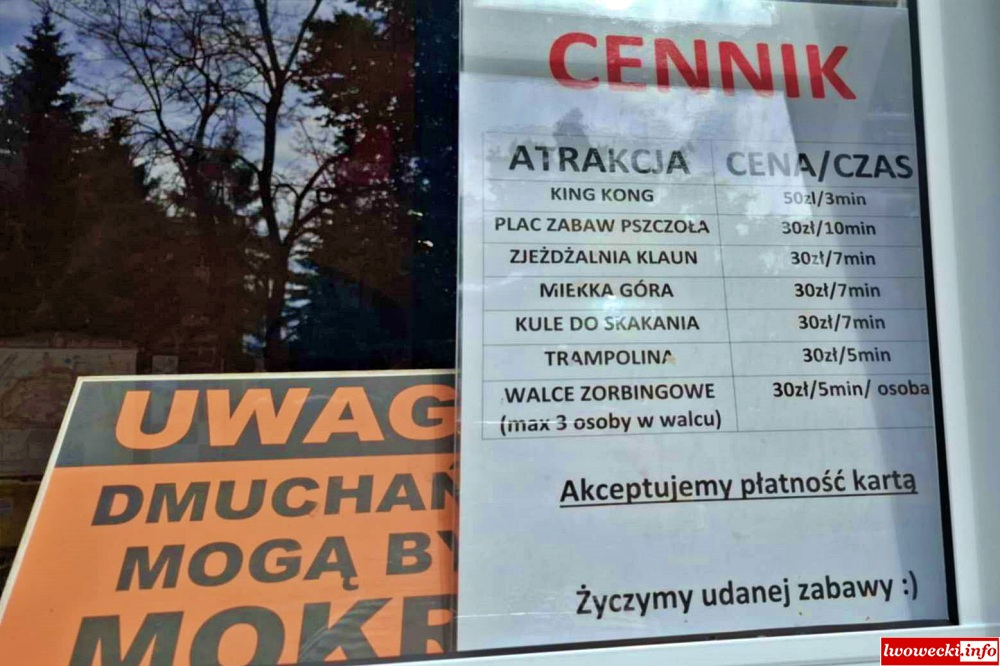 CENNIK
ATRAKCJA CENA/CZAS
KING KONG 50zł/3min
PLAC ZABAW PSZCZOŁA 30zł/10min
ZJEŻDŻALNIA KLAUN 30zł/7min
MIĘKKA GÓRA 30zł/7min
KULE DO SKAKANIA 30zł/7min
TRAMPOLINA 30zł/5min
WALCE ZORBINGOWE 30zł/5min/ osoba
(max 3 osoby w walcu)
Akceptujemy płatność kartą
Życzymy udanej zabawy :)
UWAG
DMUCHAŃ
MOGĄ BY
MOKR
lwowecki.info